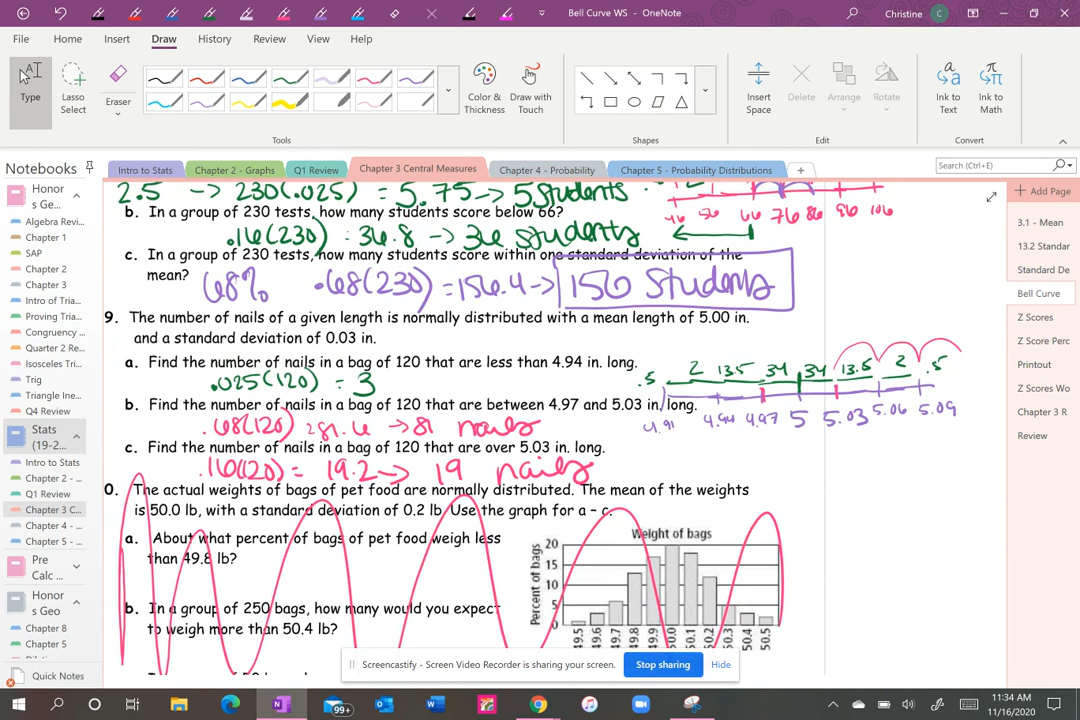 Bell Curve WS - OneNote
Christine C
File Home Insert Draw History Review View Help
Type Lasso Select Eraser Color & Thickness Draw with Touch Insert Space Delete Arrange Rotate Ink to Text Ink to Math
Tools Shapes Edit Convert
Notebooks
Intro to Stats Chapter 2 - Graphs Q1 Review Chapter 3 Central Measures Chapter 4 - Probability Chapter 5 - Probability Distributions +
Search (Ctrl+E)
Honor
s Ge...
Algebra Revi...
Chapter 1
SAP
Chapter 2
Chapter 3
Intro of Tria...
Proving Tria...
Congruency ...
Quarter 2 Re...
Isosceles Tri...
Trig
Triangle Ine...
Q4 Review
Stats
(19-2...
Intro to Stats
Chapter 2 - ...
Q1 Review
Chapter 3 C...
Chapter 4 - ...
Chapter 5 - ...
Pre
Calc ...
Honor
s Geo
Chapter 8
Chapter 5
Quick Notes
2.5 -> 230(.025) = 5.75 -> 5 students
46 56 66 76 86 96 106
b. In a group of 230 tests, how many students score below 66?
.16(230) = 36.8 -> 36 students
c. In a group of 230 tests, how many students score within one standard deviation of the
mean?
68% .68(230) = 156.4 -> 156 Students
9. The number of nails of a given length is normally distributed with a mean length of 5.00 in.
and a standard deviation of 0.03 in.
a. Find the number of nails in a bag of 120 that are less than 4.94 in. long.
.025(120) = 3
.5 2 13.5 34 34 13.5 2 .5
b. Find the number of nails in a bag of 120 that are between 4.97 and 5.03 in. long.
4.91 4.94 4.97 5 5.03 5.06 5.09
.68(120) = 81.6 -> 81 nails
c. Find the number of nails in a bag of 120 that are over 5.03 in. long.
.16(120) = 19.2 -> 19 nails
0. The actual weights of bags of pet food are normally distributed. The mean of the weights
is 50.0 lb, with a standard deviation of 0.2 lb. Use the graph for a – c.
a. About what percent of bags of pet food weigh less
than 49.8 lb?
b. In a group of 250 bags, how many would you expect
to weigh more than 50.4 lb?
Weight of bags
Percent of bags
20
15
10
5
0
49.5 49.6 49.7 49.8 49.9 50.0 50.1 50.2 50.3 50.4 50.5
Screencastify - Screen Video Recorder is sharing your screen. Stop sharing Hide
+ Add Page
3.1 - Mean
13.2 Standar
Standard De
Bell Curve
Z Scores
Z Score Perc
Printout
Z Scores Wo
Chapter 3 R
Review
99+
11:34 AM
11/16/2020